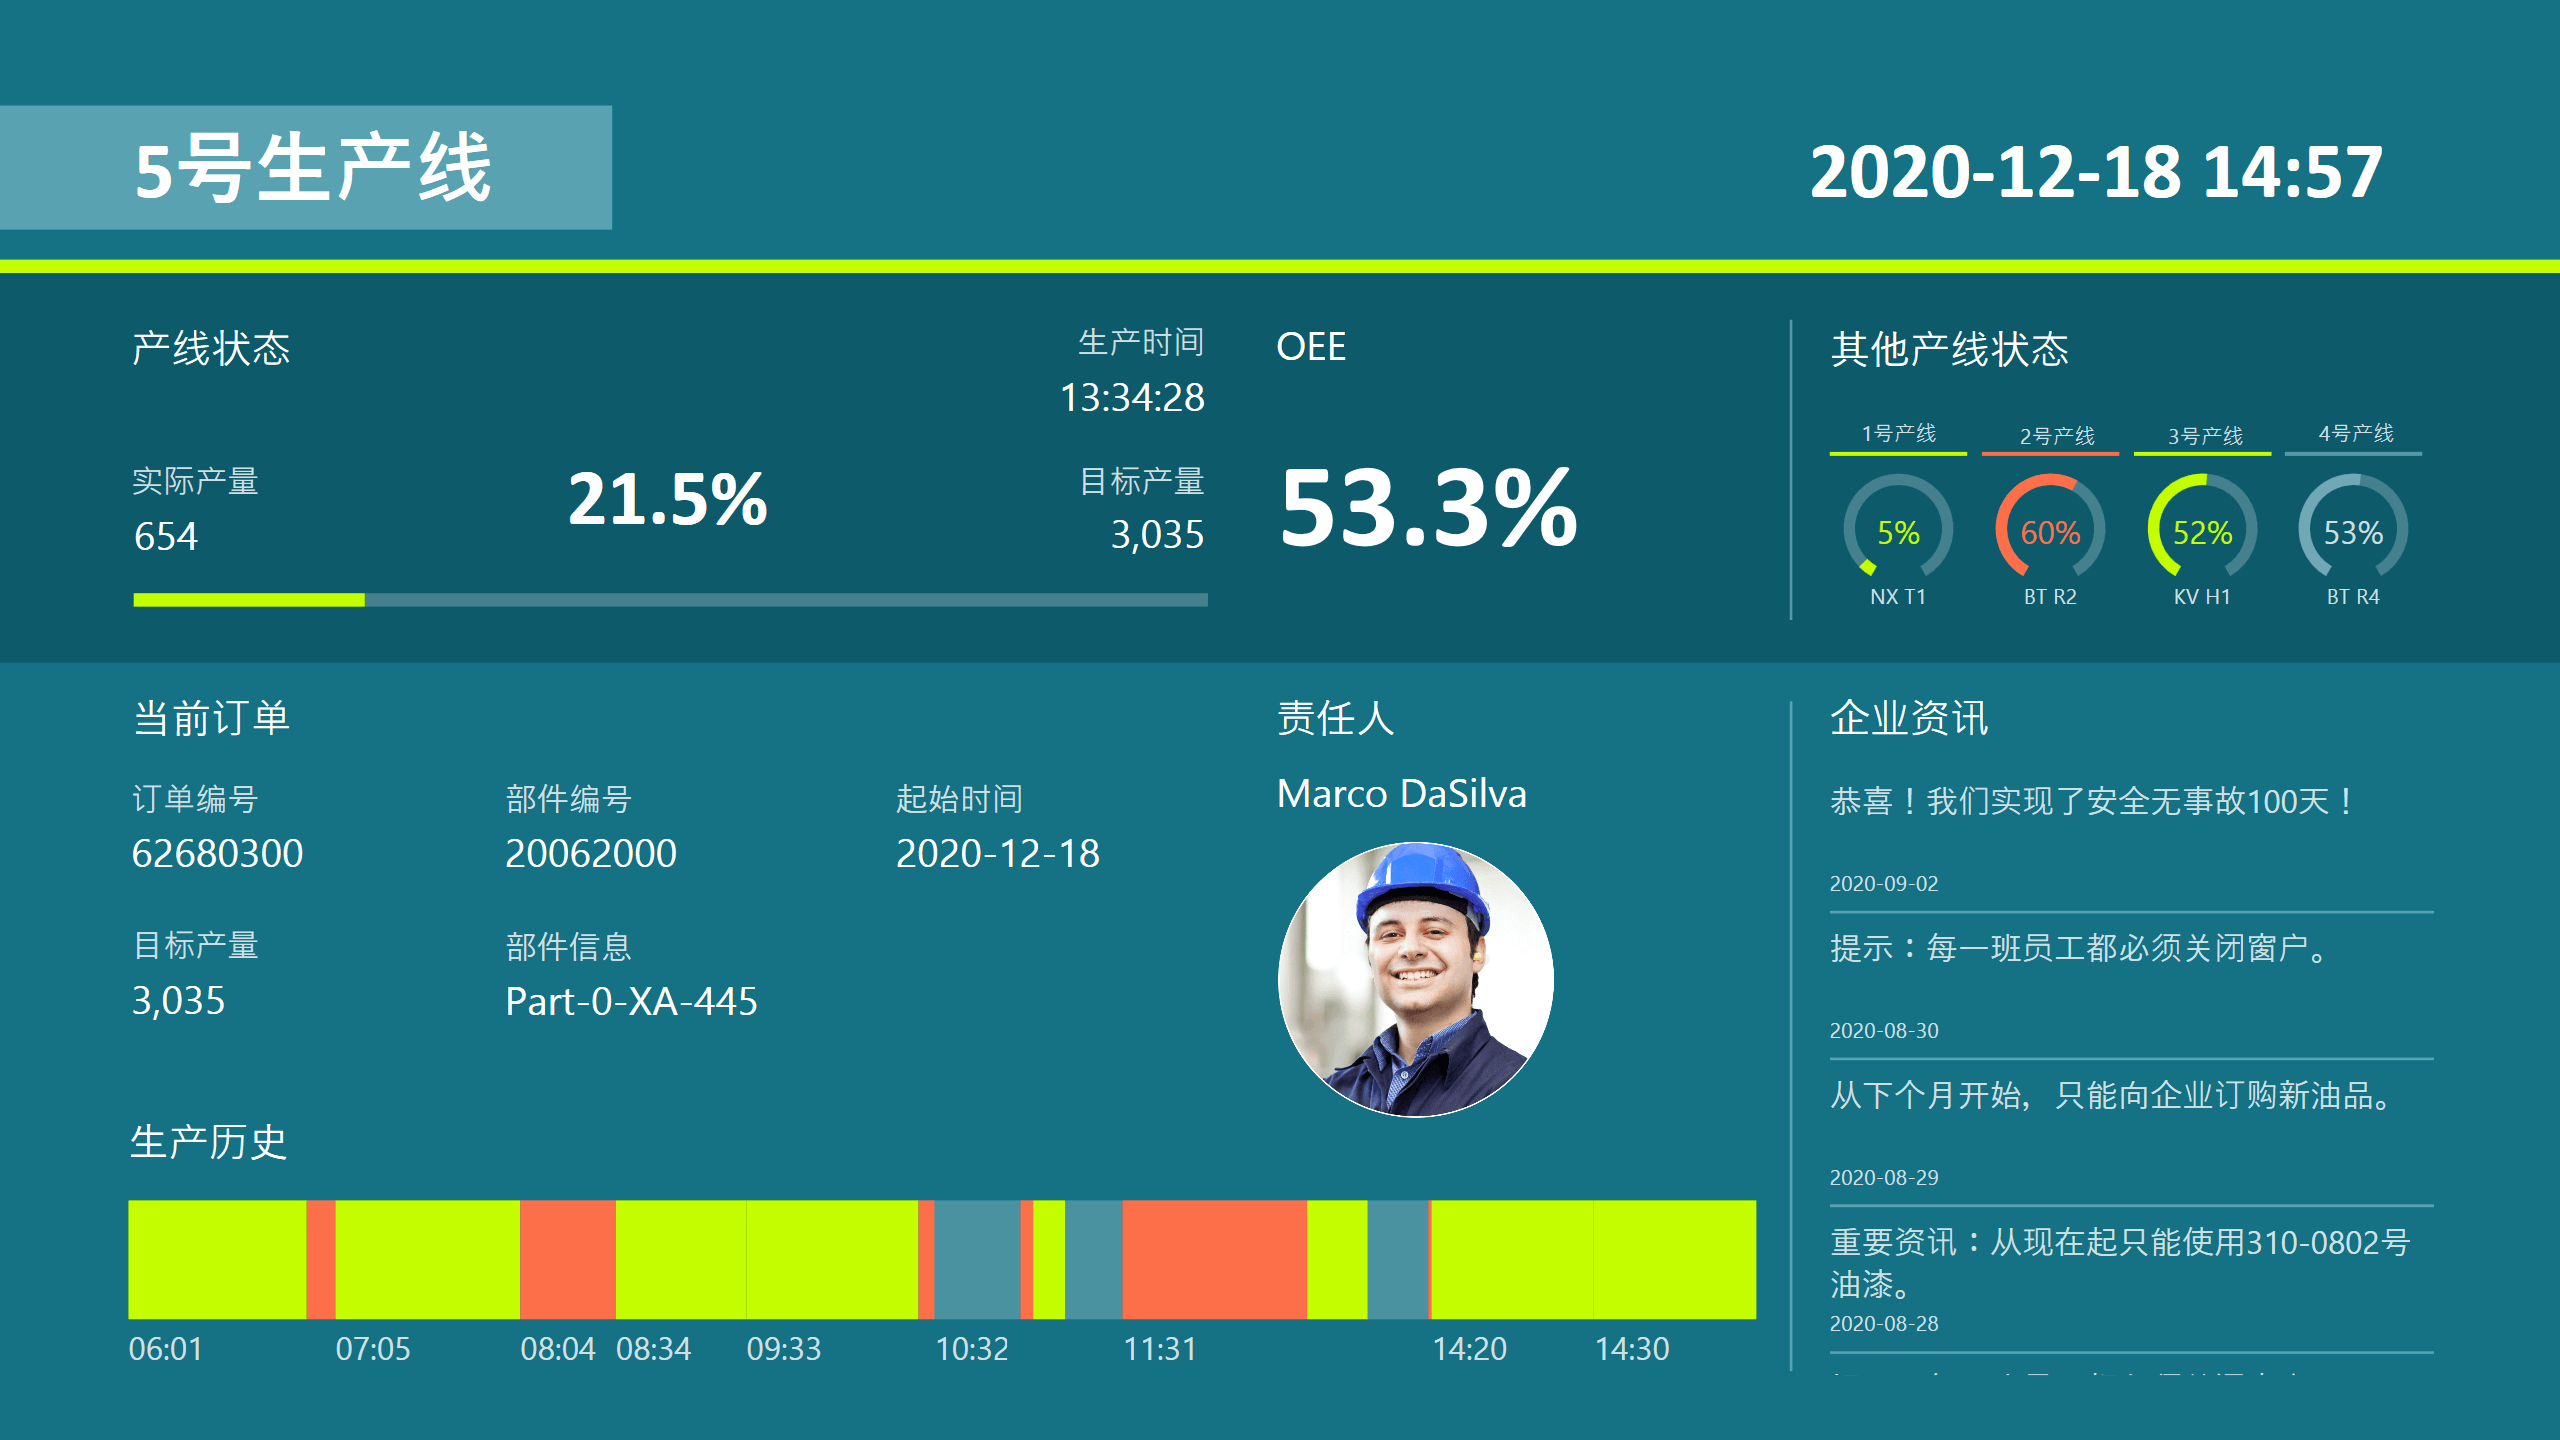 5号生产线
2020-12-18 14:57
产线状态
生产时间
13:34:28
实际产量
654
21.5%
目标产量
3,035
OEE
53.3%
其他产线状态
1号产线
5%
NX T1
2号产线
60%
BT R2
3号产线
52%
KV H1
4号产线
53%
BT R4
当前订单
订单编号
62680300
部件编号
20062000
起始时间
2020-12-18
目标产量
3,035
部件信息
Part-0-XA-445
责任人
Marco DaSilva
生产历史
06:01
07:05
08:04
08:34
09:33
10:32
11:31
14:20
14:30
企业资讯
恭喜！我们实现了安全无事故100天！
2020-09-02
提示：每一班员工都必须关闭窗户。
2020-08-30
从下个月开始，只能向企业订购新油品。
2020-08-29
重要资讯：从现在起只能使用310-0802号
油漆。
2020-08-28